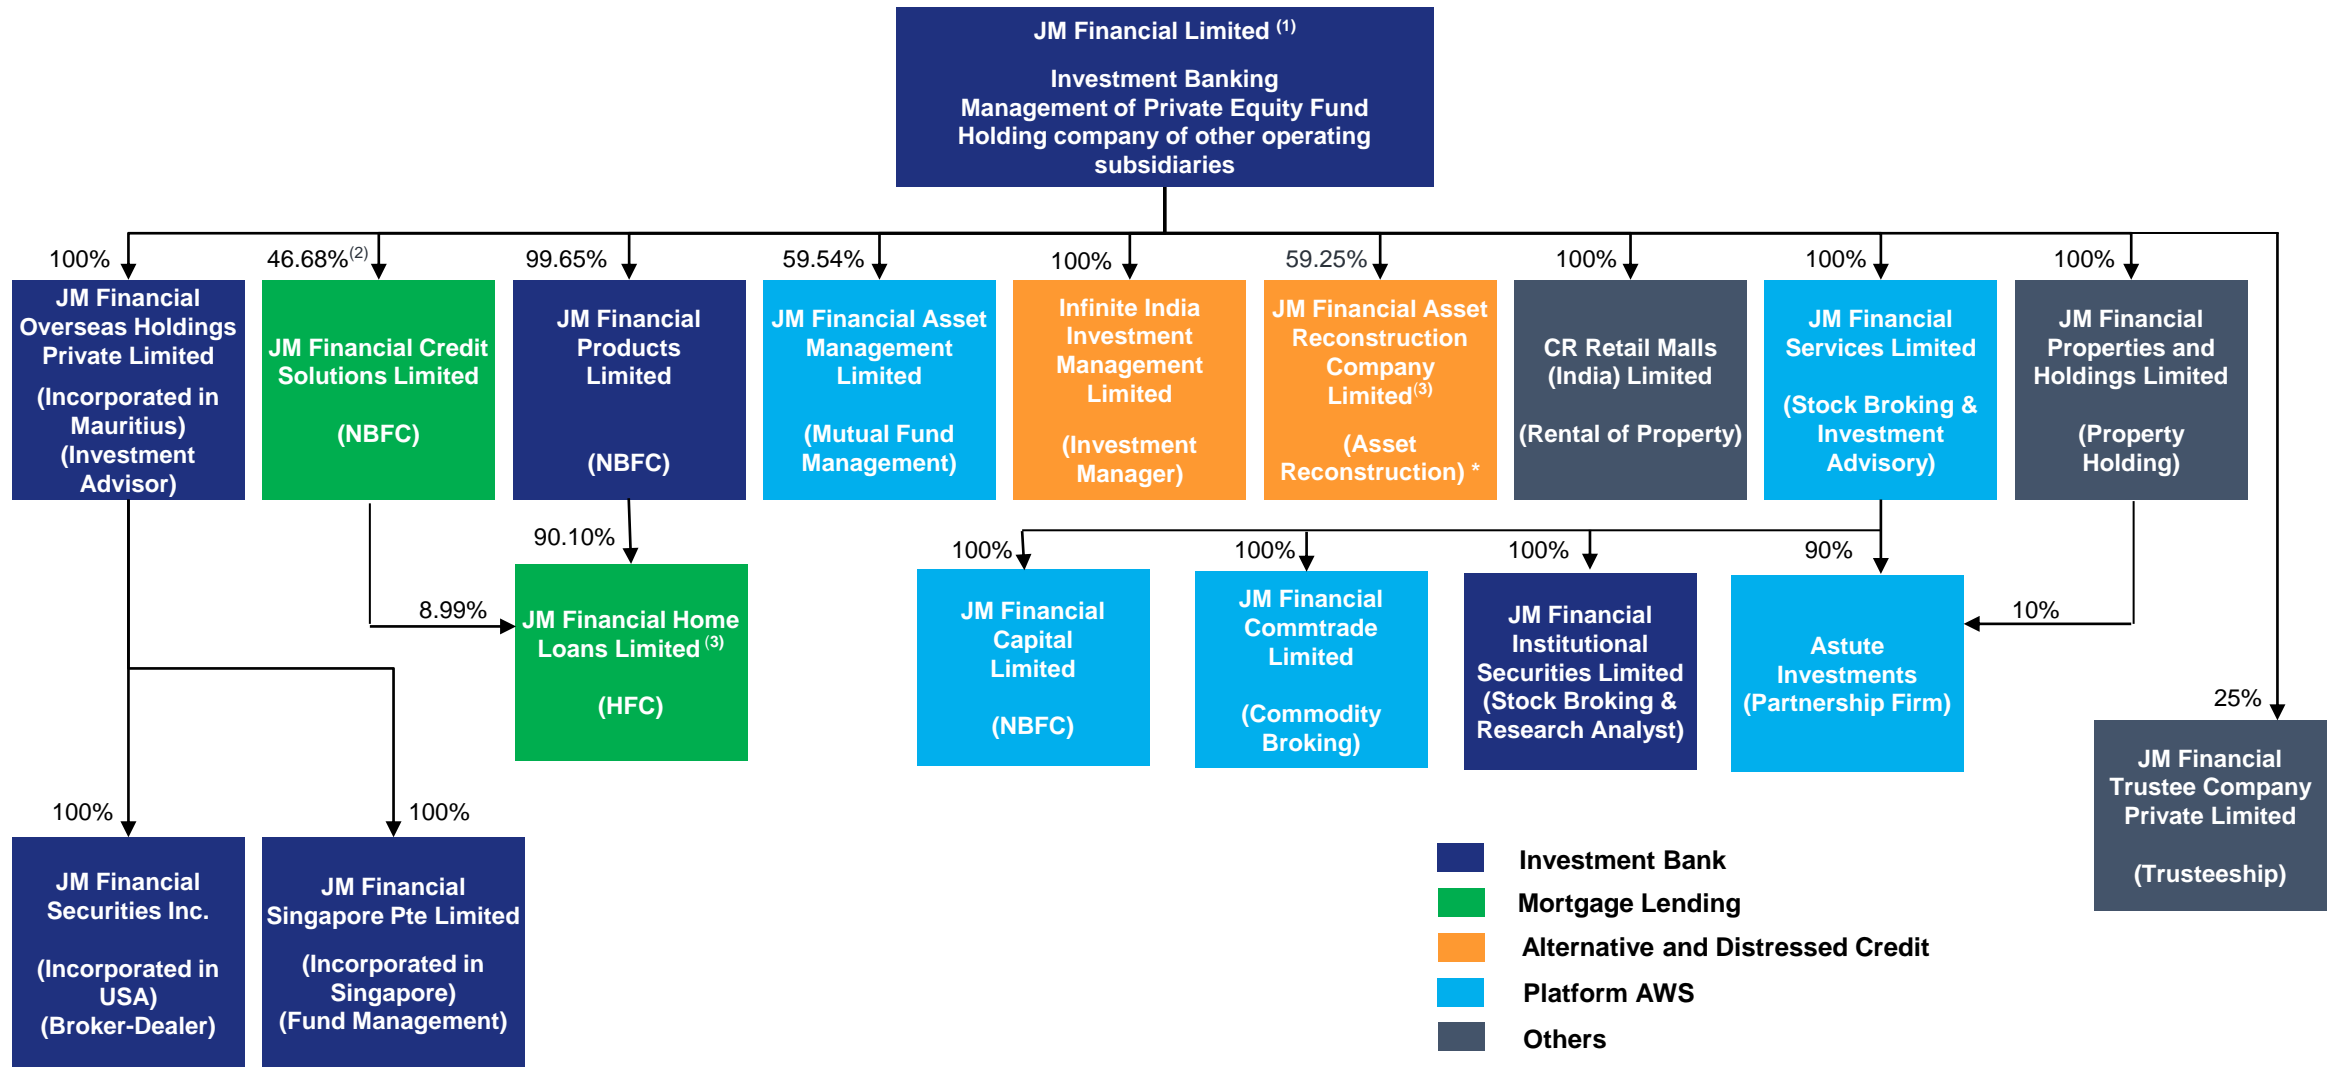 JM Financial Limited (1)
Investment Banking
Management of Private Equity Fund
Holding company of other operating
subsidiaries
100%
46.68%(2)
99.65%
59.54%
100%
59.25%
100%
100%
100%
JM Financial
Overseas Holdings
Private Limited
(Incorporated in
Mauritius)
(Investment
Advisor)
JM Financial Credit
Solutions Limited
(NBFC)
JM Financial
Products
Limited
(NBFC)
JM Financial Asset
Management
Limited
(Mutual Fund
Management)
Infinite India
Investment
Management
Limited
(Investment
Manager)
JM Financial Asset
Reconstruction
Company
Limited(3)
(Asset
Reconstruction) *
CR Retail Malls
(India) Limited
(Rental of Property)
JM Financial
Services Limited
(Stock Broking &
Investment
Advisory)
JM Financial
Properties and
Holdings Limited
(Property
Holding)
90.10%
8.99%
100%
100%
100%
90%
10%
25%
JM Financial Home
Loans Limited (3)
(HFC)
JM Financial
Capital
Limited
(NBFC)
JM Financial
Commtrade
Limited
(Commodity
Broking)
JM Financial
Institutional
Securities Limited
(Stock Broking &
Research Analyst)
Astute
Investments
(Partnership Firm)
JM Financial
Trustee Company
Private Limited
(Trusteeship)
100%
100%
JM Financial
Securities Inc.
(Incorporated in
USA)
(Broker-Dealer)
JM Financial
Singapore Pte Limited
(Incorporated in
Singapore)
(Fund Management)
Investment Bank
Mortgage Lending
Alternative and Distressed Credit
Platform AWS
Others